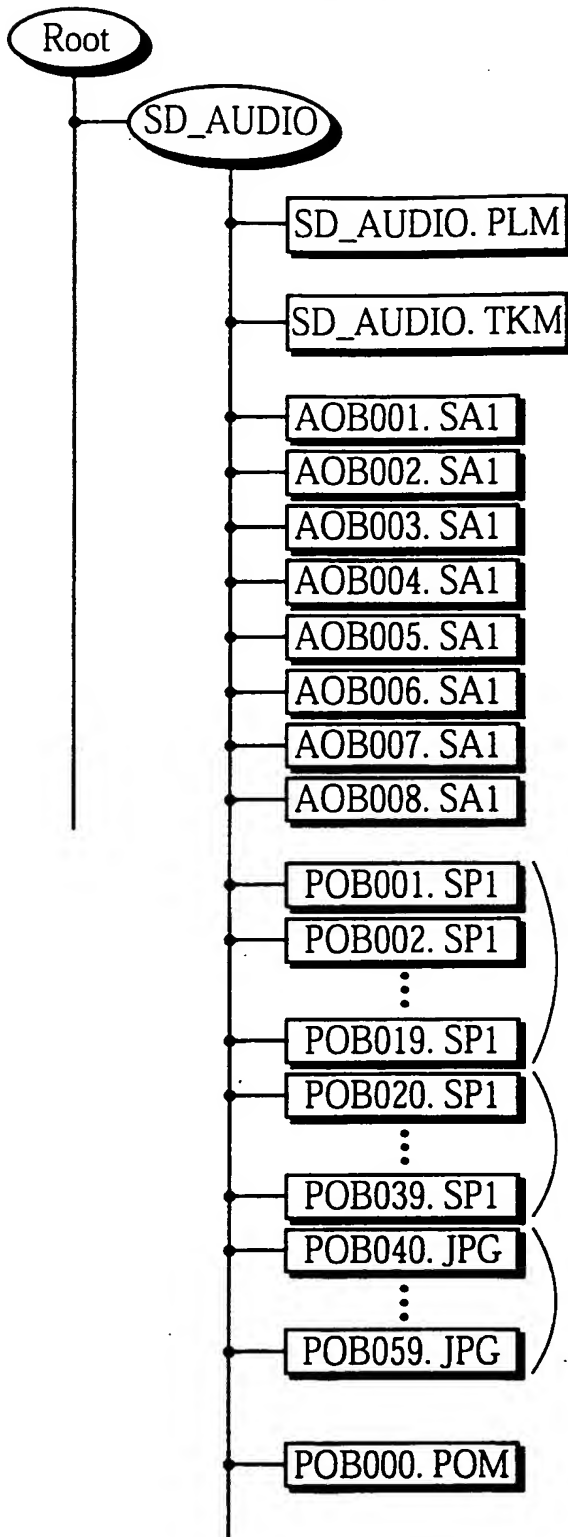 Root
SD_AUDIO
SD_AUDIO. PLM
SD_AUDIO. TKM
AOB001. SA1
AOB002. SA1
AOB003. SA1
AOB004. SA1
AOB005. SA1
AOB006. SA1
AOB007. SA1
AOB008. SA1
POB001. SP1
POB002. SP1
POB019. SP1
POB020. SP1
POB039. SP1
POB040. JPG
POB059. JPG
POB000. POM